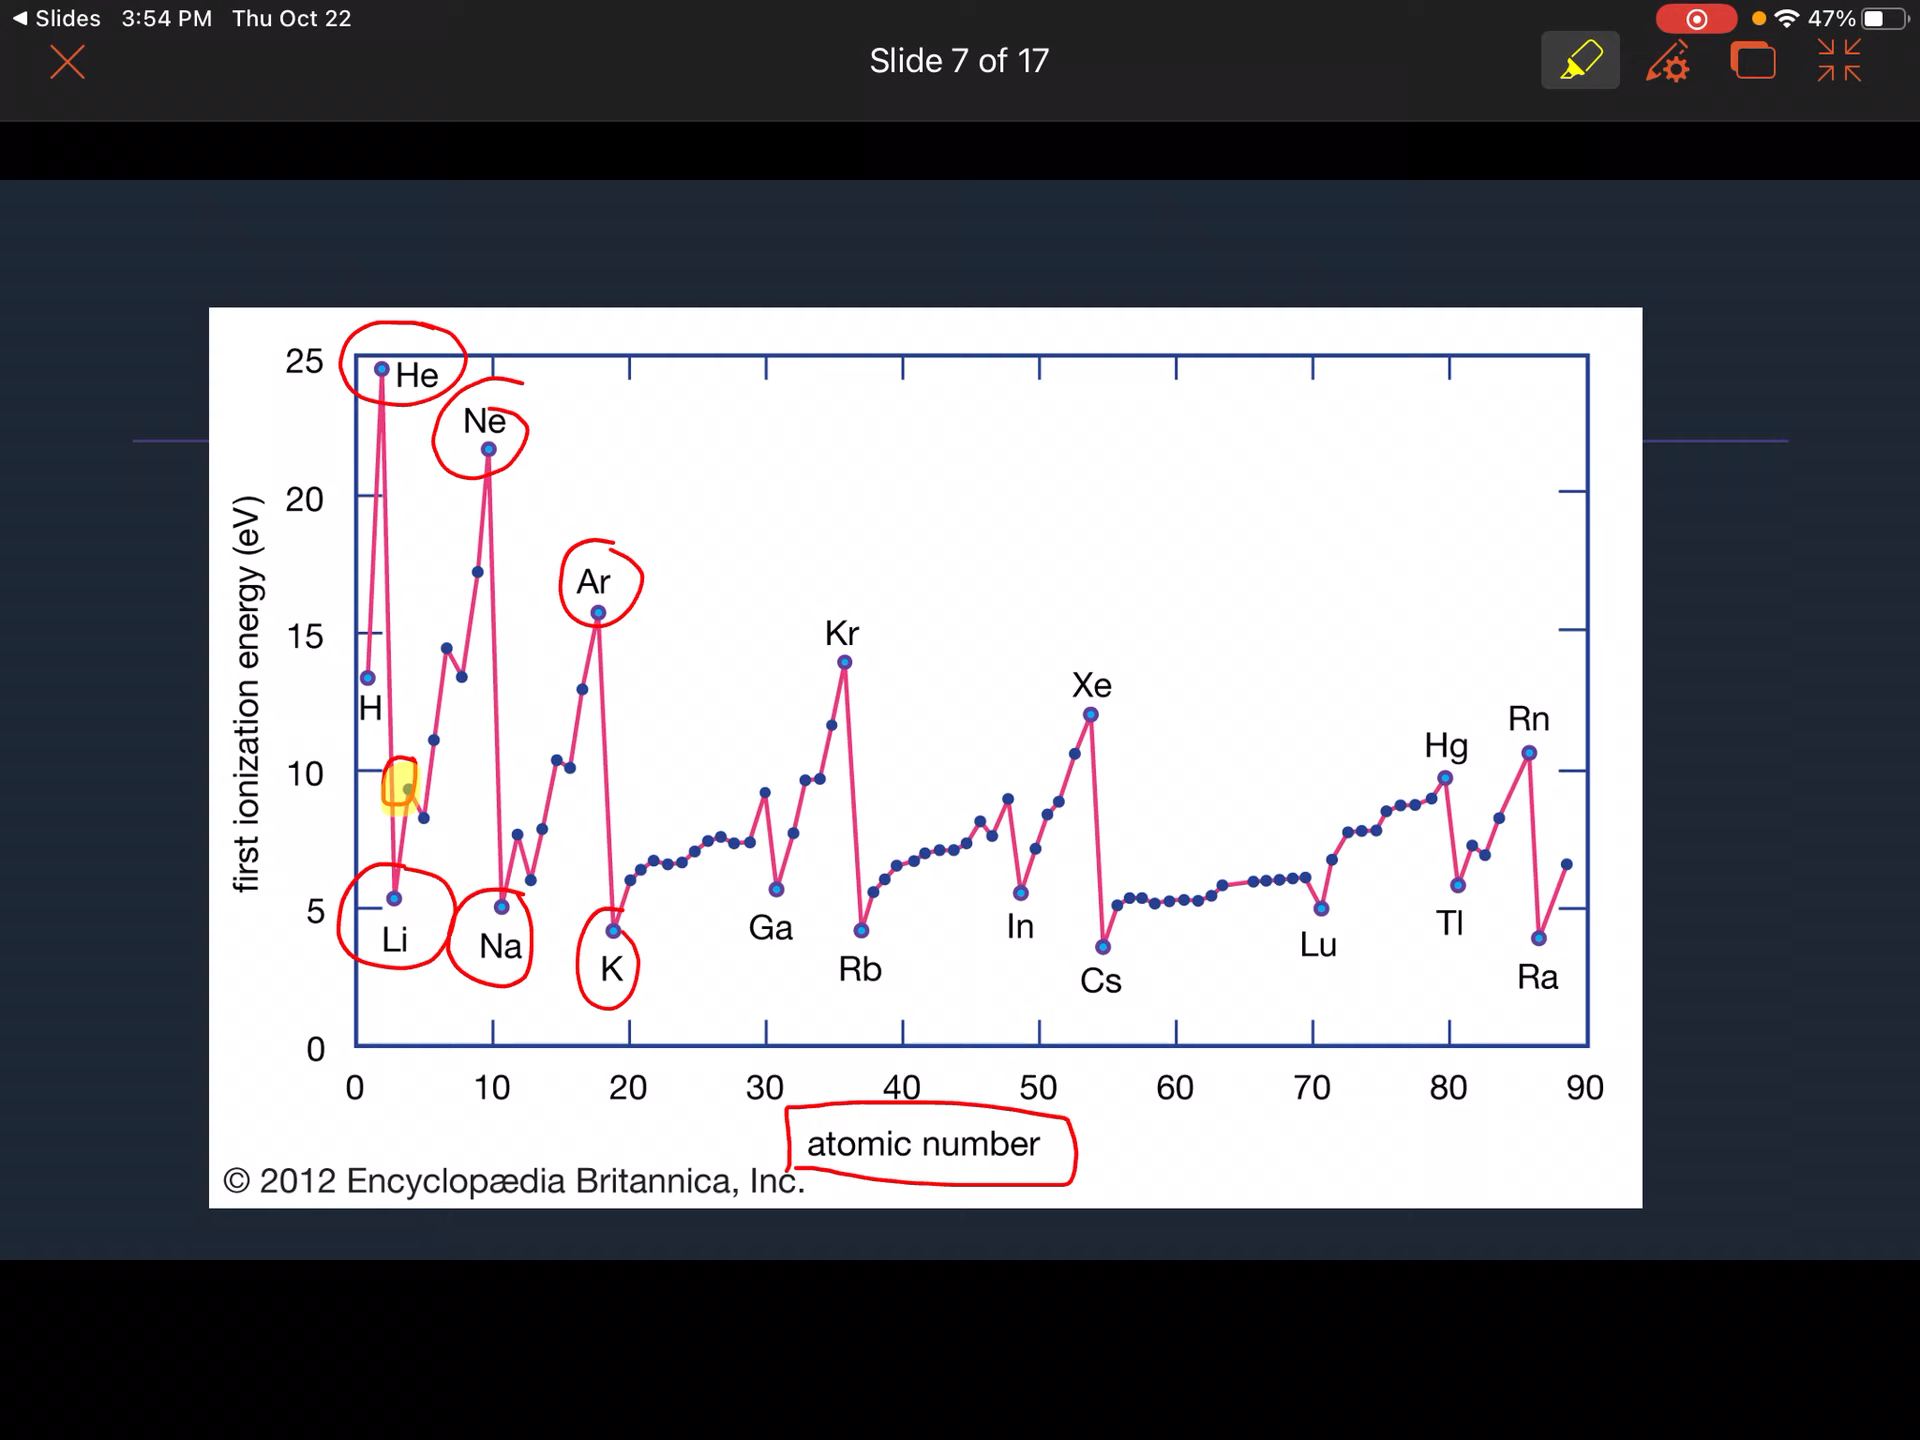 Slides 3:54 PM Thu Oct 22
47%
Slide 7 of 17
first ionization energy (eV)
25
20
15
10
5
0
He
Ne
Ar
Kr
Xe
Hg
Rn
H
Li
Na
K
Ga
Rb
In
Cs
Lu
Tl
Ra
0 10 20 30 40 50 60 70 80 90
atomic number
© 2012 Encyclopædia Britannica, Inc.